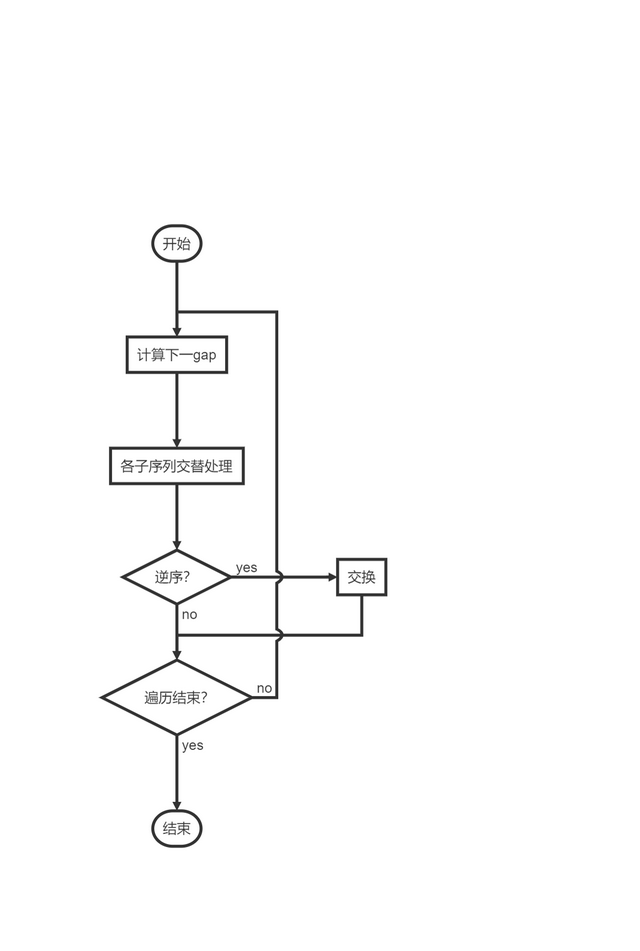 开始
计算下一gap
各子序列交替处理
逆序?
yes
交换
no
遍历结束?
no
yes
结束